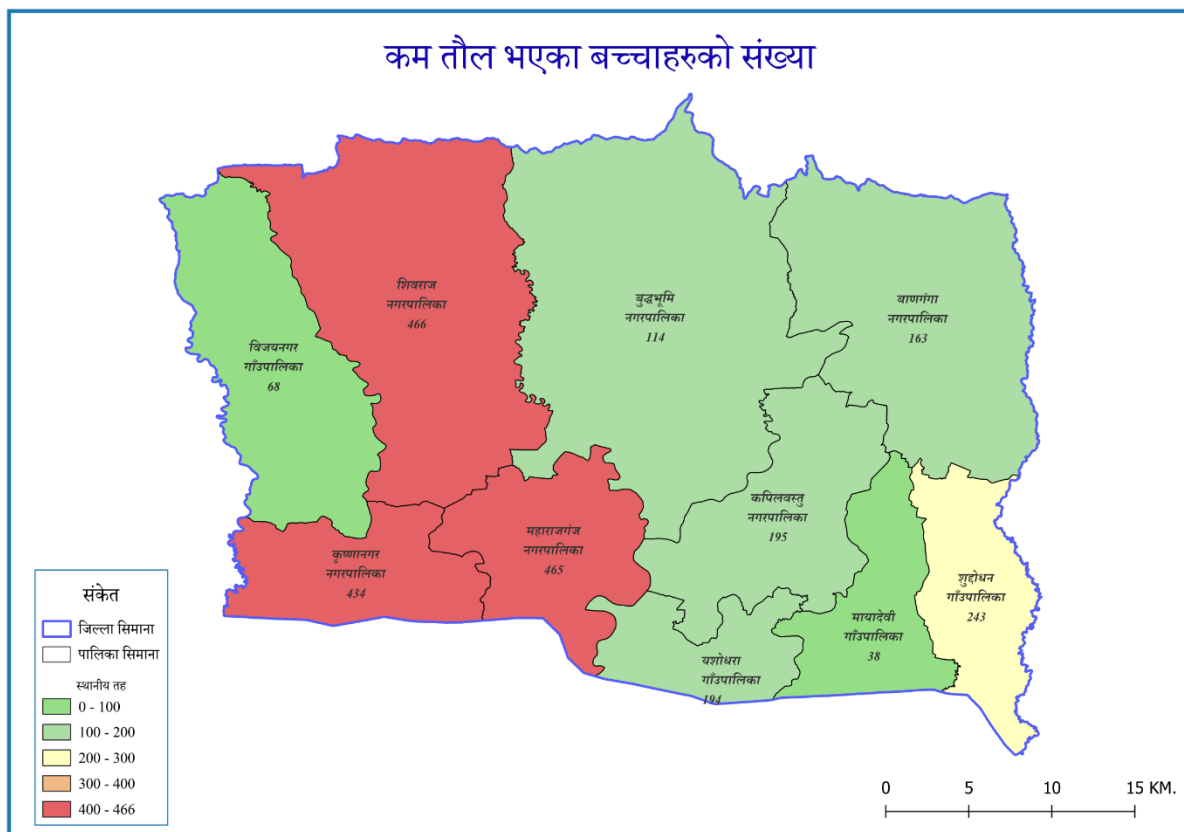 कम तौल भएका बच्चाहरुको संख्या
शिवराज
नगरपालिका
466
बुद्धभूमि
नगरपालिका
114
बाणगंगा
नगरपालिका
163
विजयनगर
गाँउपालिका
68
कपिलवस्तु
नगरपालिका
195
महाराजगंज
नगरपालिका
465
कृष्णानगर
नगरपालिका
434
शुद्दोधन
गाँउपालिका
243
मायादेवी
गाँउपालिका
38
यशोधरा
गाँउपालिका
194
संकेत
जिल्ला सिमाना
पालिका सिमाना
स्थानीय तह
0 - 100
100 - 200
200 - 300
300 - 400
400 - 466
0 5 10 15 KM.